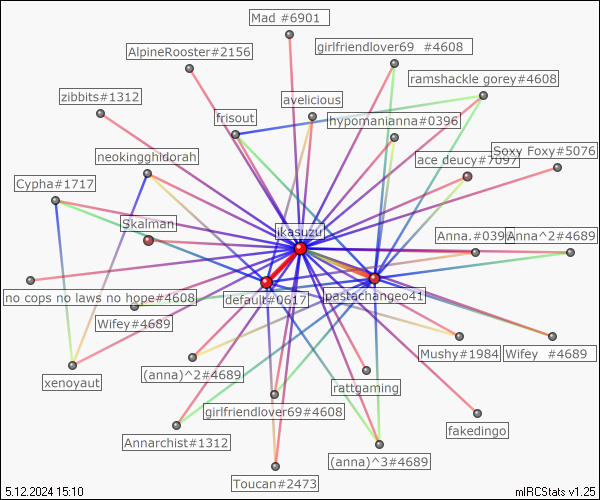 Mad #6901
AlpineRooster#2156
girlfriendlover69 #4608
ramshackle gorey#4608
zibbits#1312
avelicious
frisout
hypomanianna#0396
Soxy Foxy#5076
neokingghidorah
ace deucy#7097
Cypha#1717
Skalman
ikasuzu
Anna.#0396
Anna^2#4689
no cops no laws no hope#4608
default#0617
pastachangeo41
Wifey#4689
Mushy#1984
Wifey #4689
(anna)^2#4689
xenoyaut
rattgaming
girlfriendlover69#4608
fakedingo
Annarchist#1312
(anna)^3#4689
Toucan#2473
5.12.2024 15:10
mIRCStats v1.25